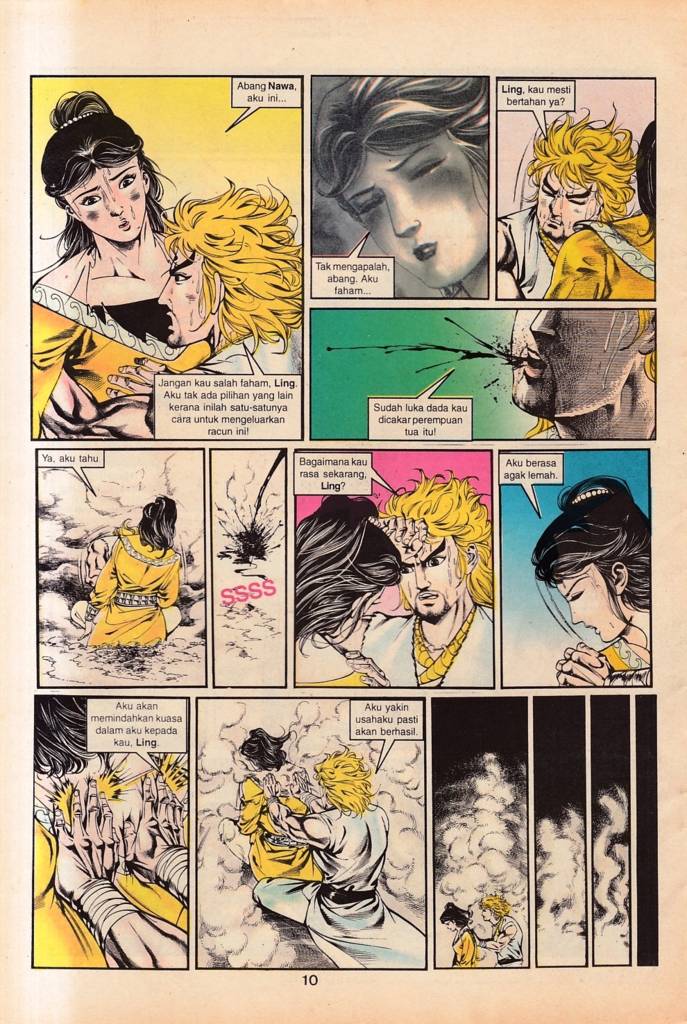 Abang Nawa,
aku ini...
Jangan kau salah faham, Ling.
Aku tak ada pilihan yang lain
kerana inilah satu-satunya
cara untuk mengeluarkan
racun ini!
Tak mengapalah,
abang. Aku
faham...
Ling, kau mesti
bertahan ya?
Sudah luka dada kau
dicakar perempuan
tua itu!
Ya, aku tahu.
SSSS
Bagaimana kau
rasa sekarang,
Ling?
Aku berasa
agak lemah.
Aku akan
memindahkan kuasa
dalam aku kepada
kau, Ling.
Aku yakin
usahaku pasti
akan berhasil.
10